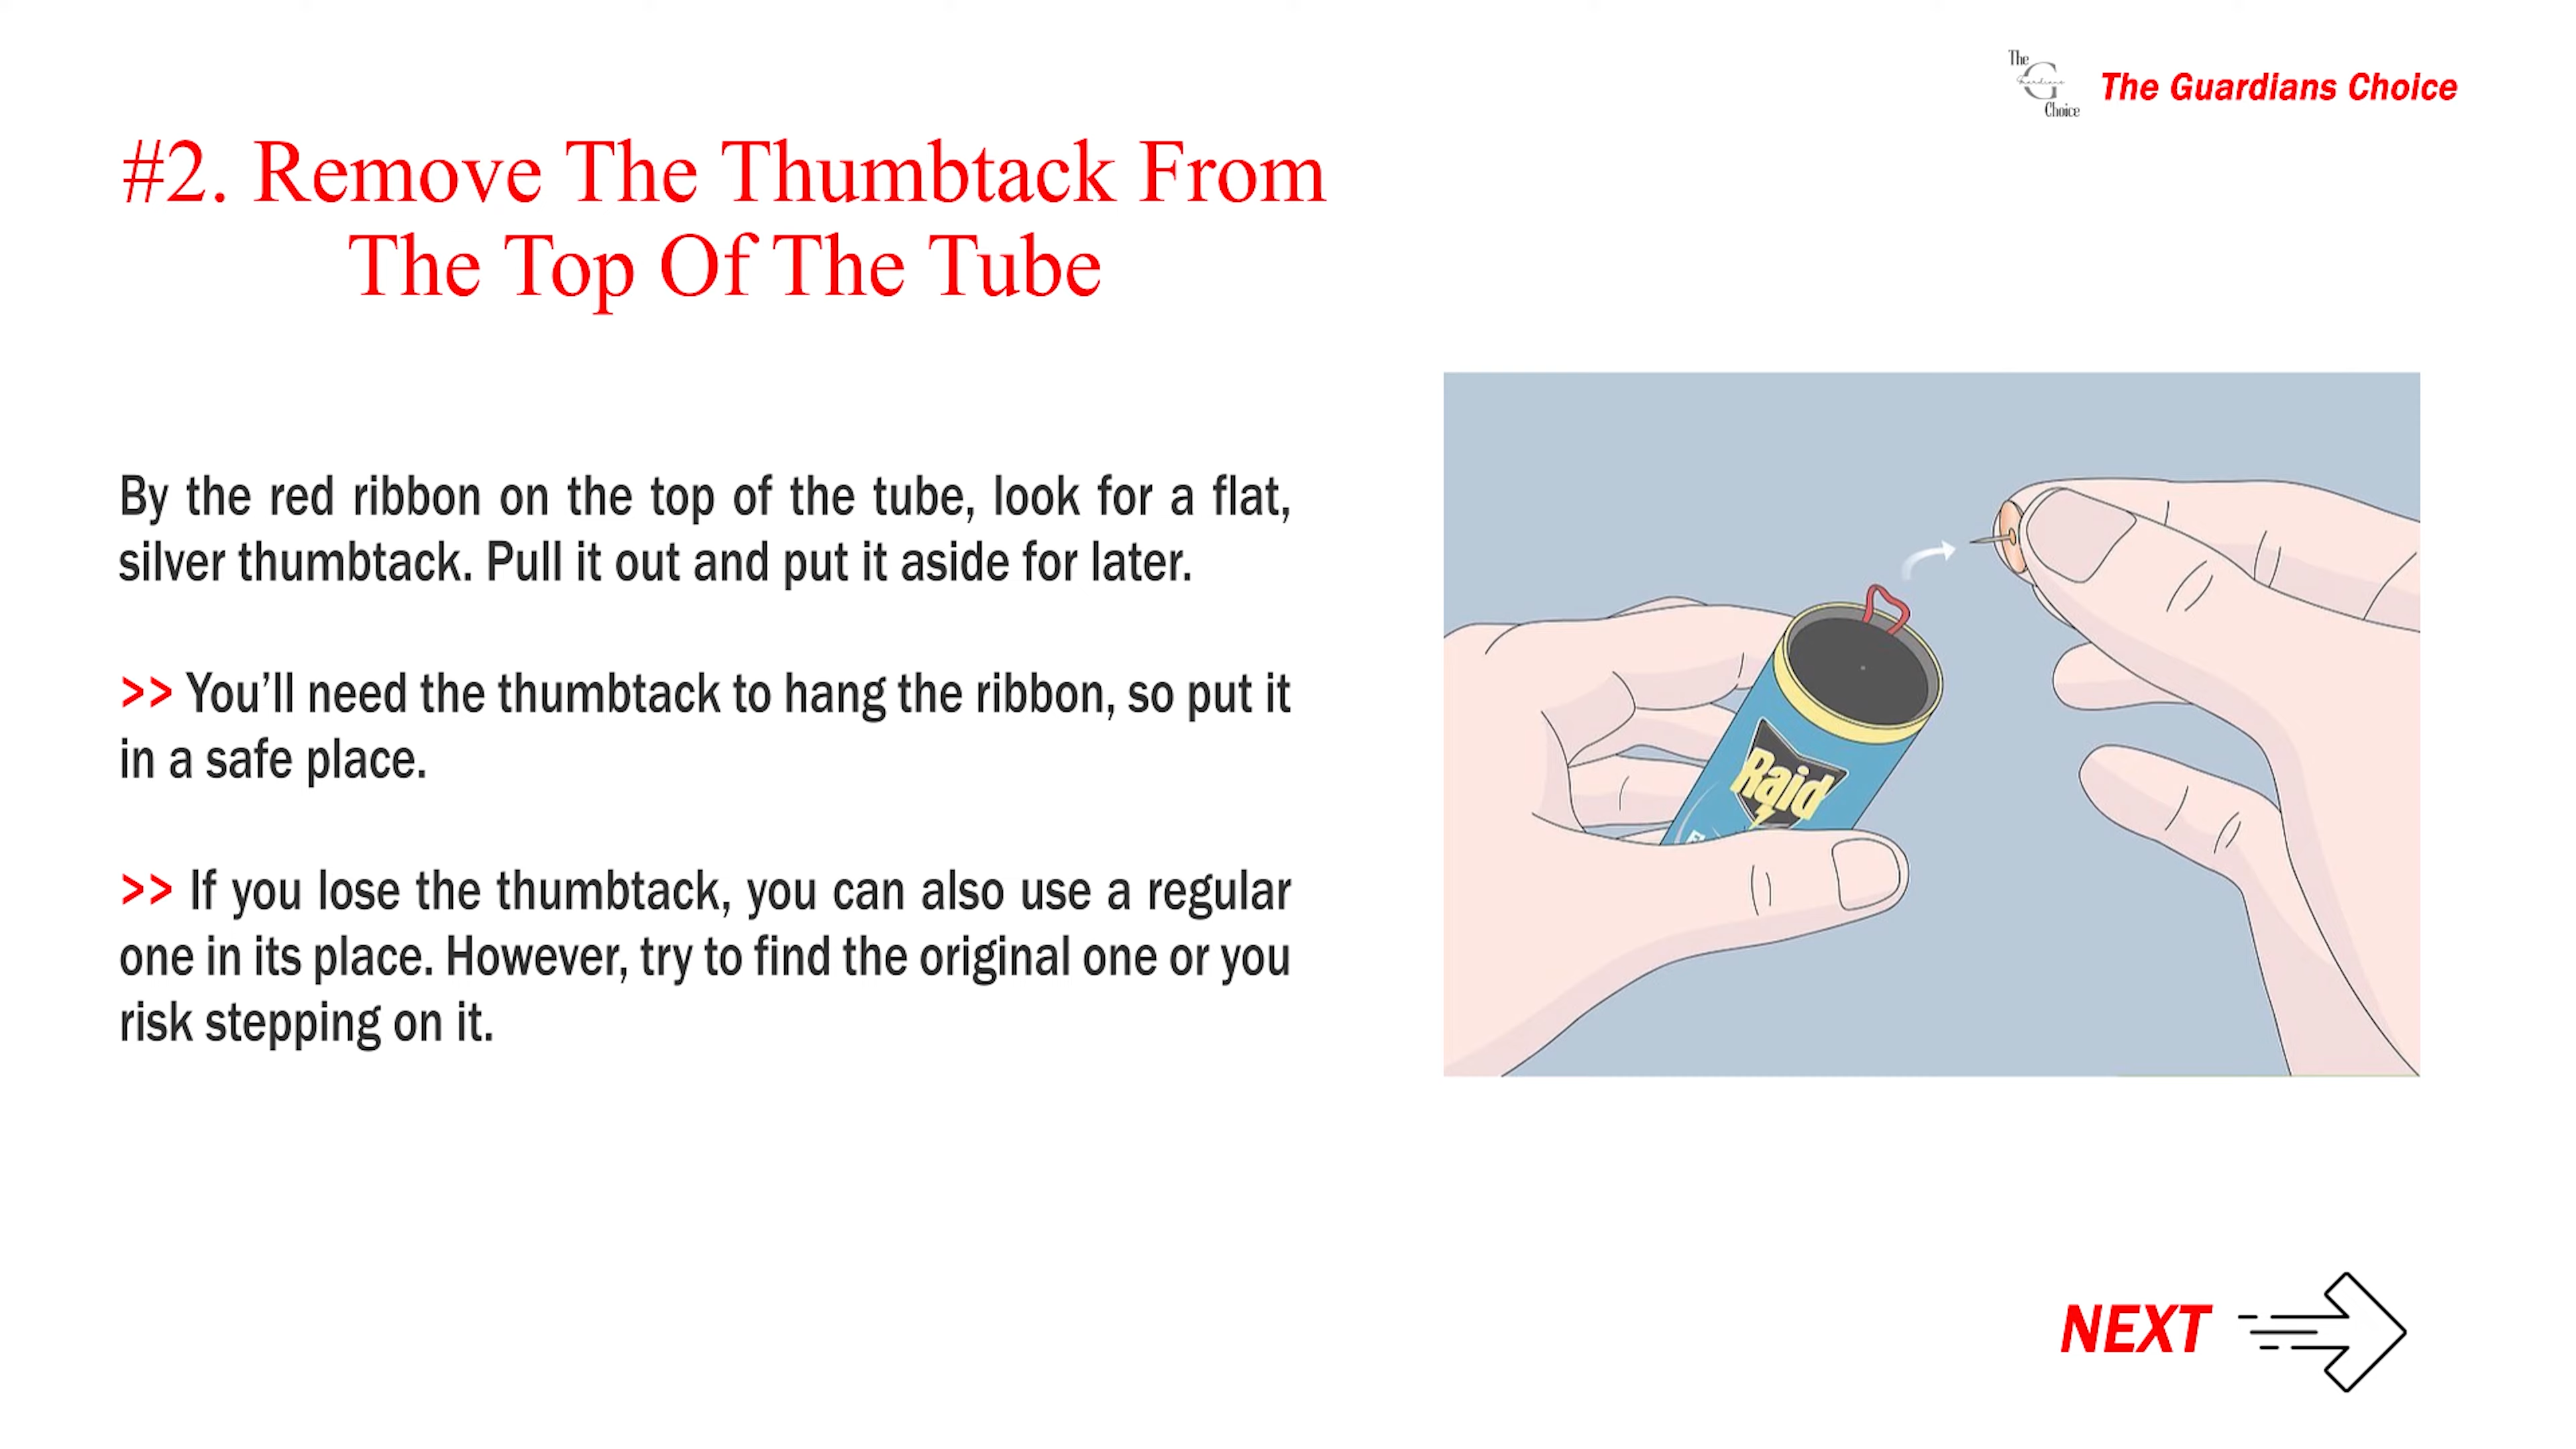 The
G
Choice
The Guardians Choice
#2. Remove The Thumbtack From
The Top Of The Tube
By the red ribbon on the top of the tube, look for a flat,
silver thumbtack. Pull it out and put it aside for later.
>> You’ll need the thumbtack to hang the ribbon, so put it
in a safe place.
>> If you lose the thumbtack, you can also use a regular
one in its place. However, try to find the original one or you
risk stepping on it.
Raid
NEXT